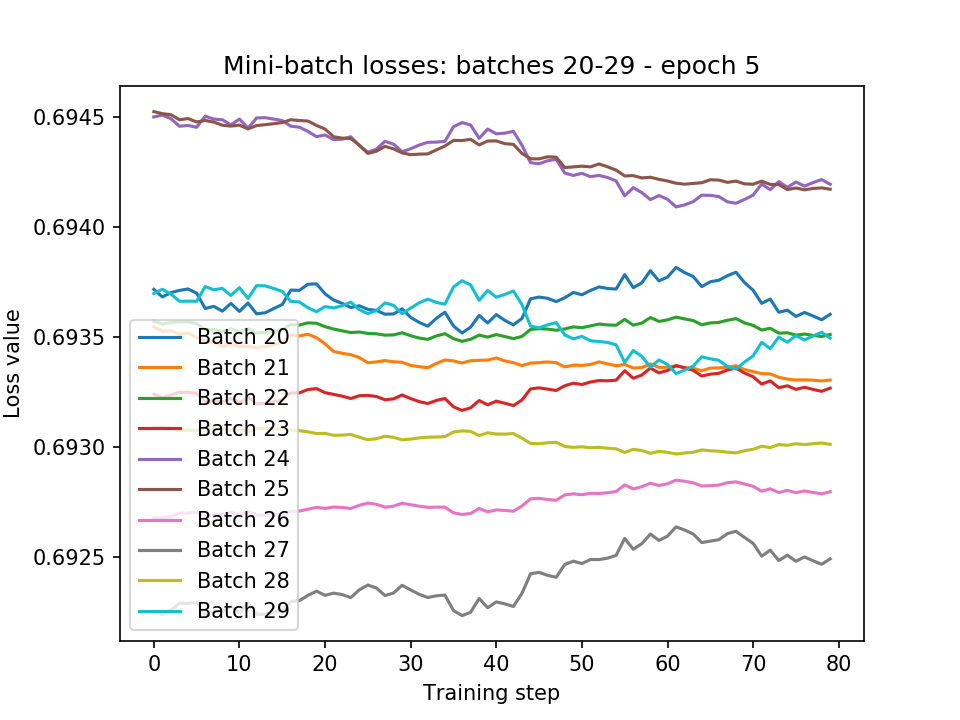 Mini-batch losses: batches 20-29 - epoch 5
Loss value
0.6945
0.6940
0.6935
0.6930
0.6925
Batch 20
Batch 21
Batch 22
Batch 23
Batch 24
Batch 25
Batch 26
Batch 27
Batch 28
Batch 29
0 10 20 30 40 50 60 70 80
Training step